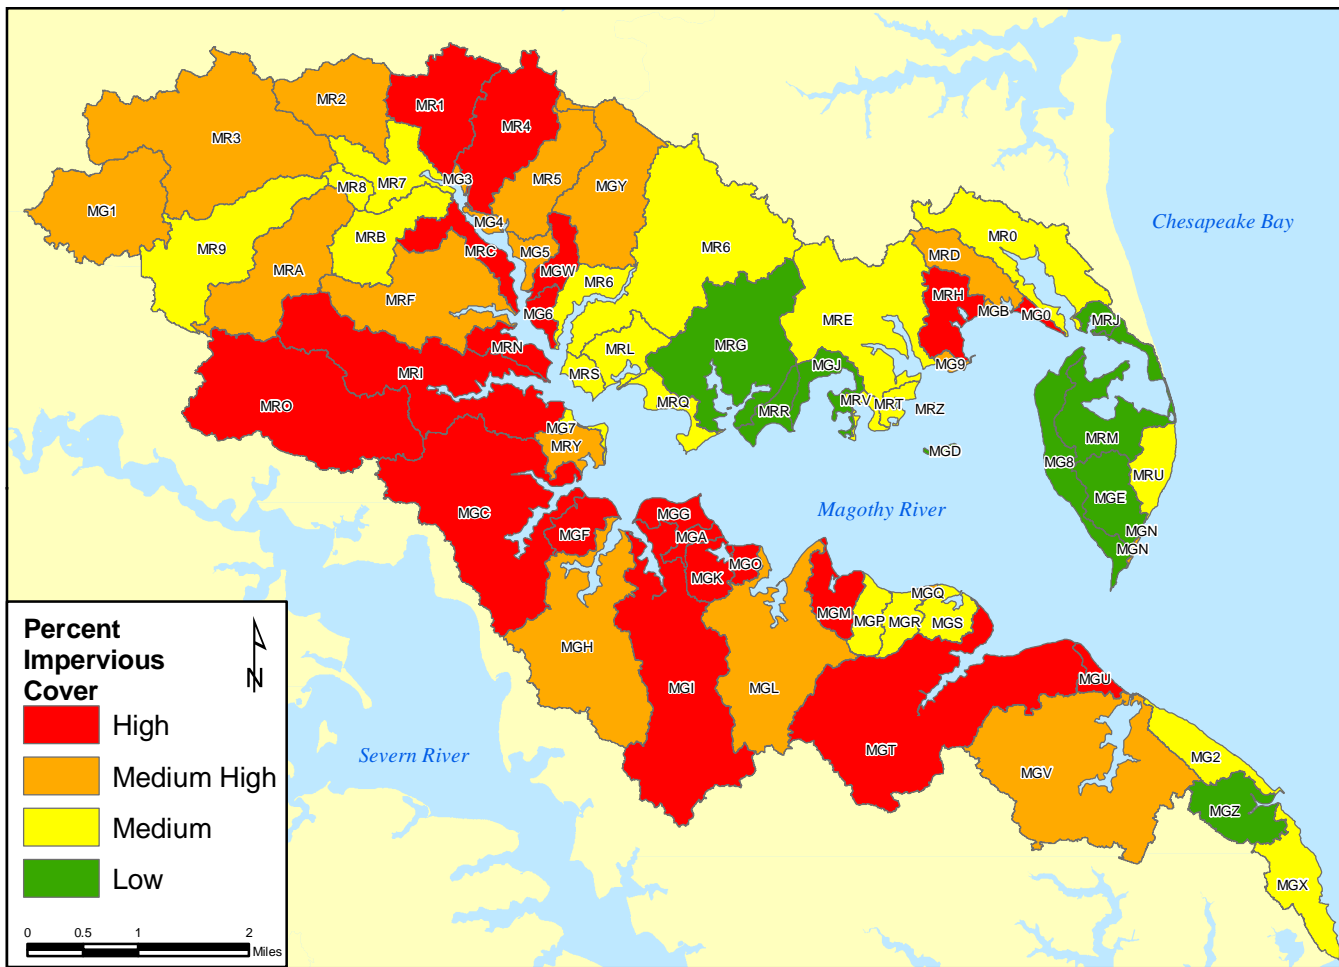 MR2
MR1
MR4
MR3
MG3
MR5
MGY
MR8
MR7
MG1
MG4
MR9
MRB
MRC
MG5
MR6
MR0
Chesapeake Bay
MRA
MGW
MR6
MRD
MRF
MG6
MRH
MGB
MG0
MRJ
MRE
MRN
MRL
MRG
MRI
MRS
MGJ
MG9
MRO
MRQ
MRR
MRV
MRT
MRZ
MG7
MRY
MGD
MG8
MRM
MRU
MGC
MGE
MGG
Magothy River
MGF
MGA
MGN
MGN
MGK
MGO
MGM
MGP
MGR
MGQ
MGS
MGH
MGI
MGL
MGU
Severn River
MGT
MGV
MG2
MGZ
MGX
Percent
Impervious
Cover
N
High
Medium High
Medium
Low
0 0.5 1 2
Miles